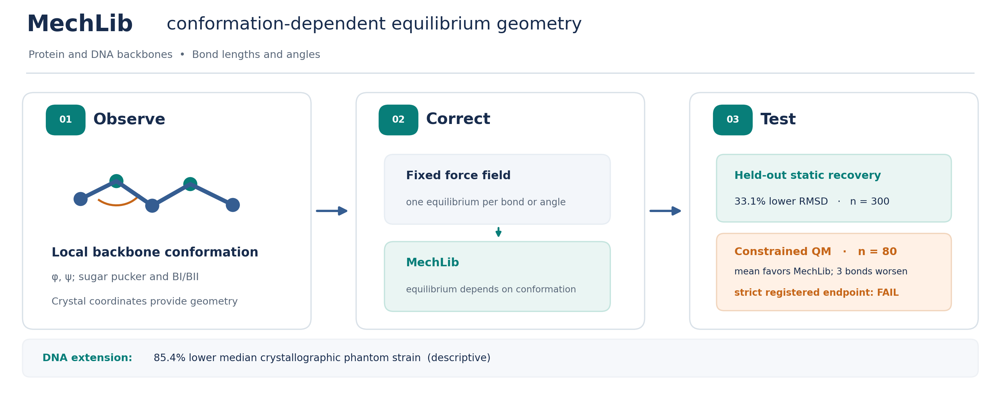 MechLib conformation-dependent equilibrium geometry
Protein and DNA backbones • Bond lengths and angles
01 Observe
Local backbone conformation
φ, ψ; sugar pucker and BI/BII
Crystal coordinates provide geometry
02 Correct
Fixed force field
one equilibrium per bond or angle
MechLib
equilibrium depends on conformation
03 Test
Held-out static recovery
33.1% lower RMSD · n = 300
Constrained QM · n = 80
mean favors MechLib; 3 bonds worsen
strict registered endpoint: FAIL
DNA extension: 85.4% lower median crystallographic phantom strain (descriptive)